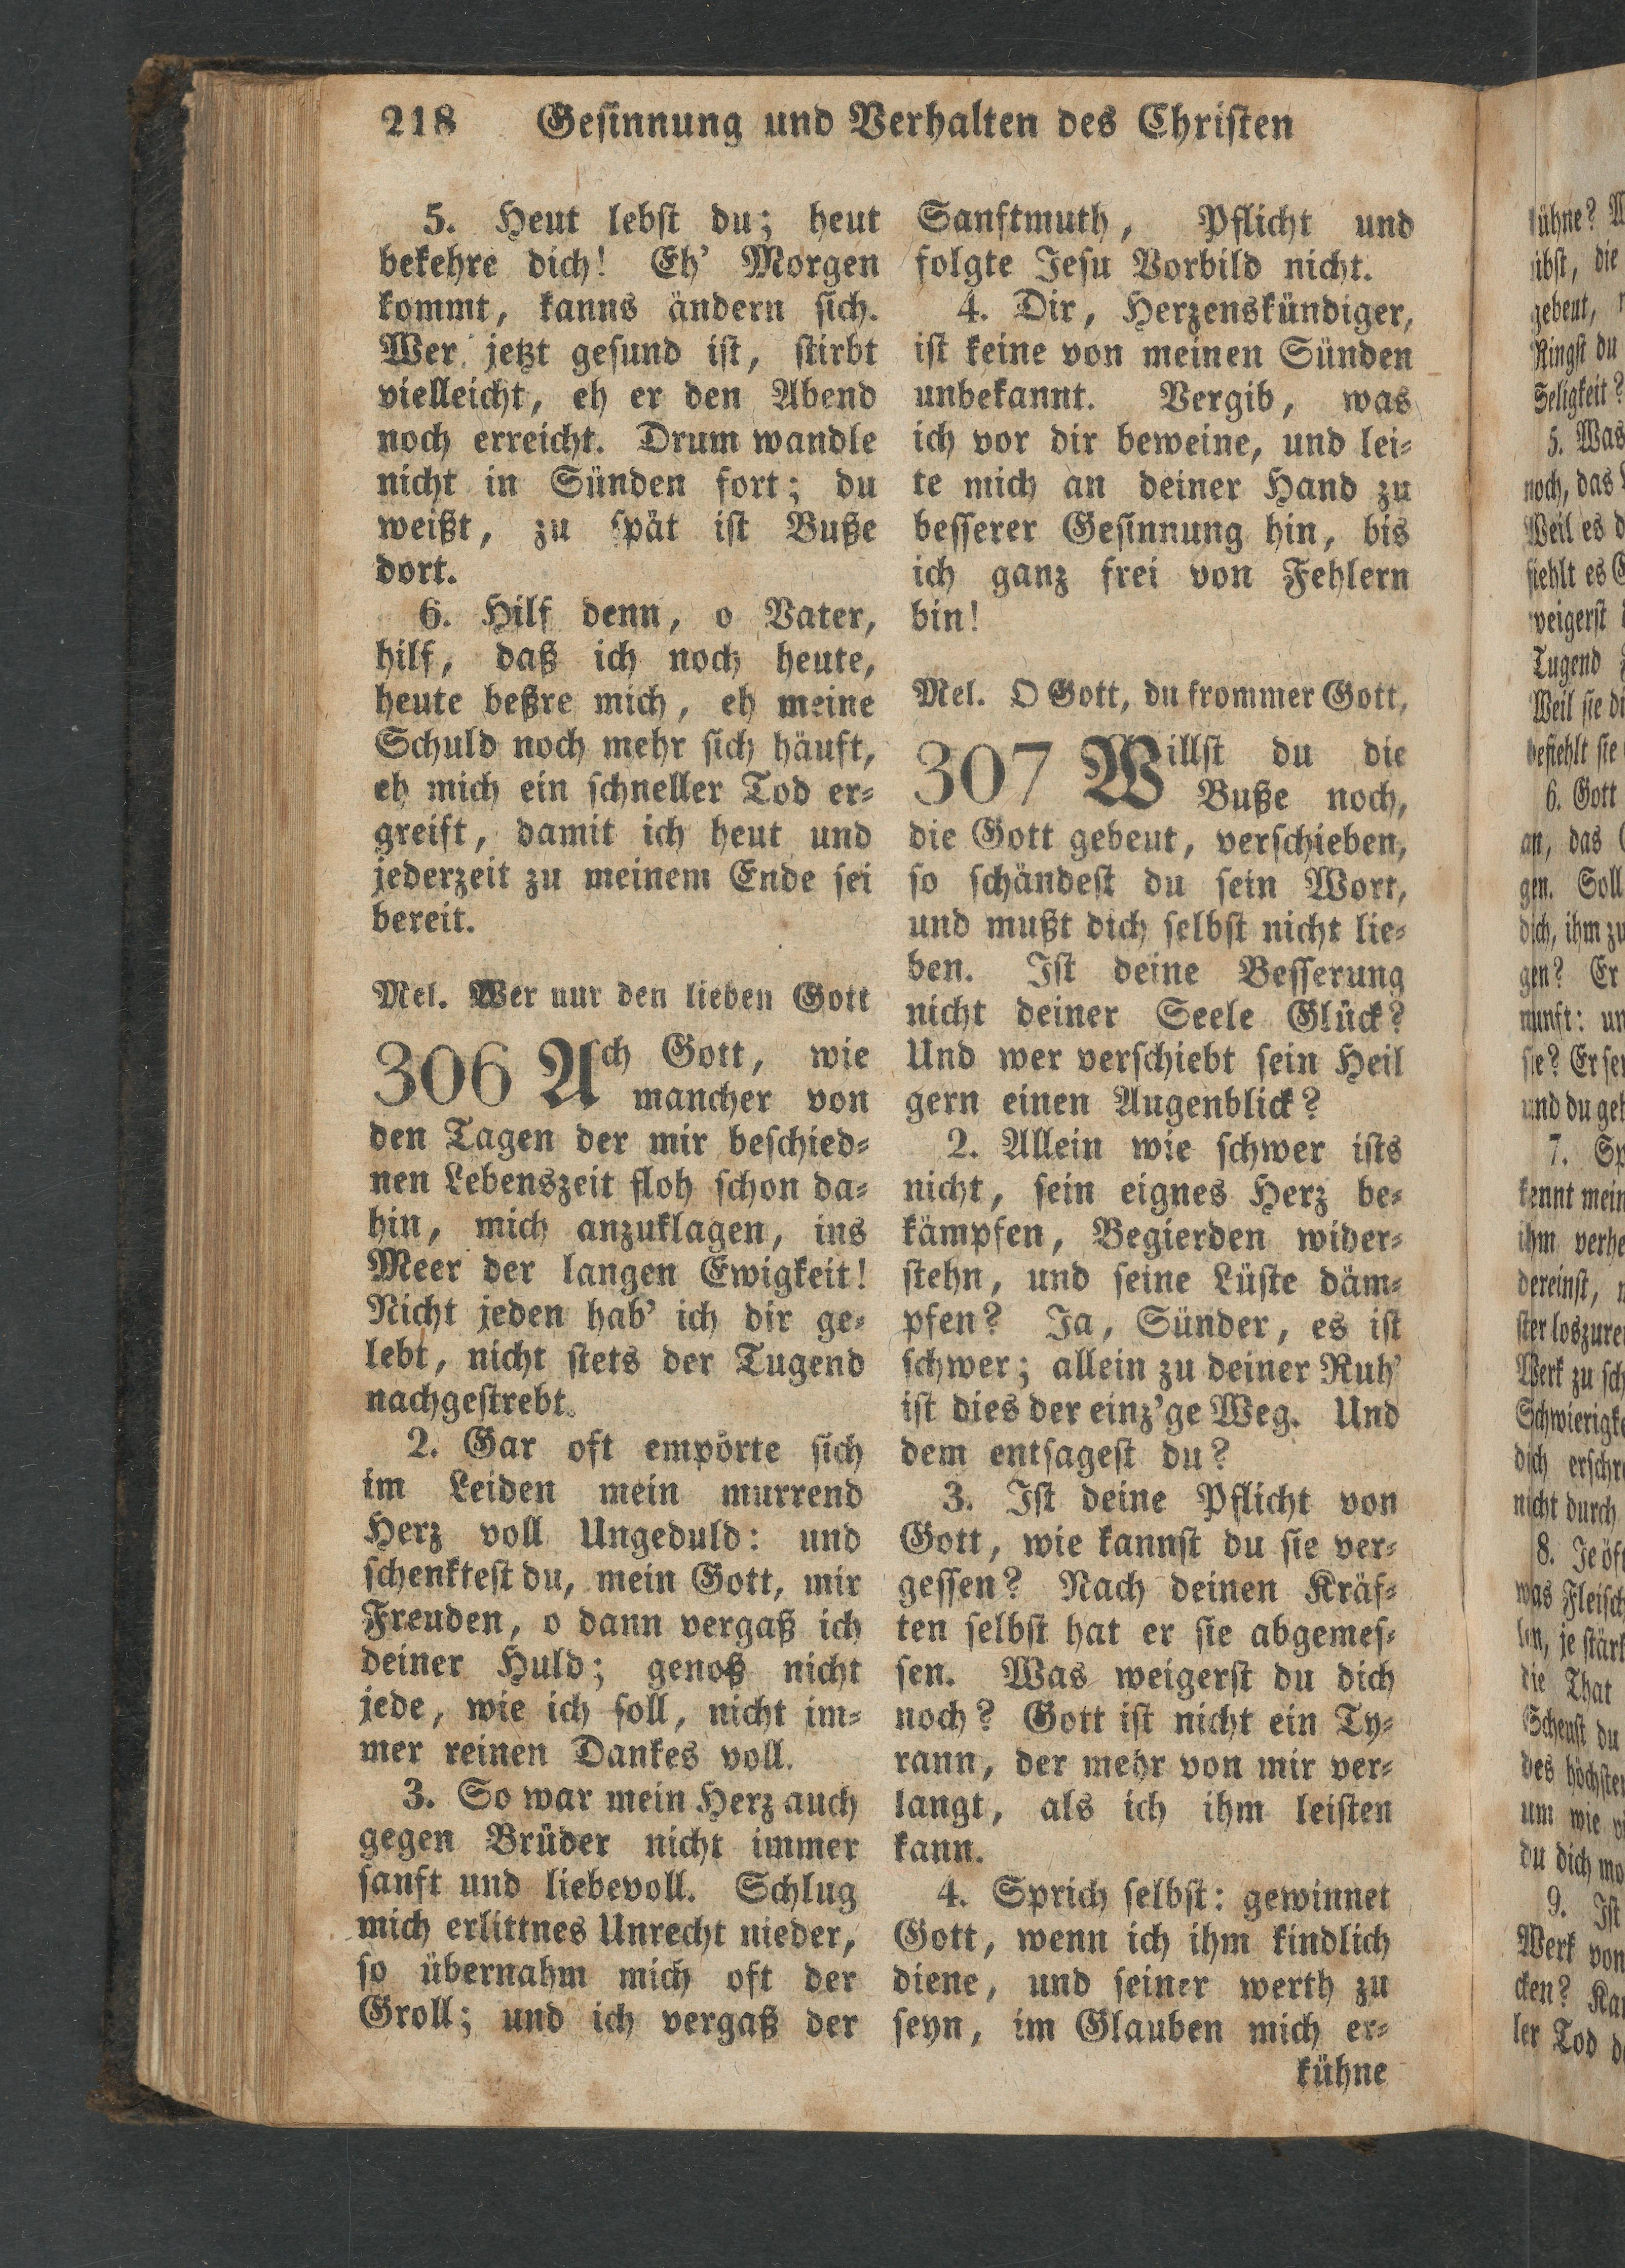 218 Gesinnung und Verhalten des Christen
5. Heut lebst du; heut
bekehre dich! Eh' Morgen
kommt, kanns ändern sich.
Wer jetzt gesund ist, stirbt
vielleicht, eh er den Abend
noch erreicht. Drum wandle
nicht in Sünden fort; du
weißt, zu spät ist Buße
dort.
6. Hilf denn, o Vater,
hilf, daß ich noch heute,
heute beßre mich, eh meine
Schuld noch mehr sich häuft,
eh mich ein schneller Tod er-
greift, damit ich heut und
jederzeit zu meinem Ende sei
bereit.
Mel. Wer nur den lieben Gott
306 Ach Gott, wie
mancher von
den Tagen der mir beschied-
nen Lebenszeit floh schon da-
hin, mich anzuklagen, ins
Meer der langen Ewigkeit!
Nicht jeden hab' ich dir ge-
lebt, nicht stets der Tugend
nachgestrebt.
2. Gar oft empörte sich
im Leiden mein murrend
Herz voll Ungeduld: und
schenktest du, mein Gott, mir
Freuden, o dann vergaß ich
deiner Huld; genoß nicht
jede, wie ich soll, nicht im-
mer reinen Dankes voll.
3. So war mein Herz auch
gegen Brüder nicht immer
sanft und liebevoll. Schlug
mich erlittnes Unrecht nieder,
so übernahm mich oft der
Groll; und ich vergaß der
Sanftmuth, Pflicht und
folgte Jesu Vorbild nicht.
4. Dir, Herzenskündiger,
ist keine von meinen Sünden
unbekannt. Vergib, was
ich vor dir beweine, und lei-
te mich an deiner Hand zu
besserer Gesinnung hin, bis
ich ganz frei von Fehlern
bin!
Mel. O Gott, du frommer Gott,
307 Willst du die
Buße noch,
die Gott gebeut, verschieben,
so schändest du sein Wort,
und mußt dich selbst nicht lie-
ben. Ist deine Besserung
nicht deiner Seele Glück?
Und wer verschiebt sein Heil
gern einen Augenblick?
2. Allein wie schwer ists
nicht, sein eignes Herz be-
kämpfen, Begierden wider-
stehn, und seine Lüste däm-
pfen? Ja, Sünder, es ist
schwer; allein zu deiner Ruh'
ist dies der einz'ge Weg. Und
dem entsagest du?
3. Ist deine Pflicht von
Gott, wie kannst du sie ver-
gessen? Nach deinen Kräf-
ten selbst hat er sie abgemes-
sen. Was weigerst du dich
noch? Gott ist nicht ein Ty-
rann, der mehr von mir ver-
langt, als ich ihm leisten
kann.
4. Sprich selbst: gewinnet
Gott, wenn ich ihm kindlich
diene, und seiner werth zu
seyn, im Glauben mich er-
kühne